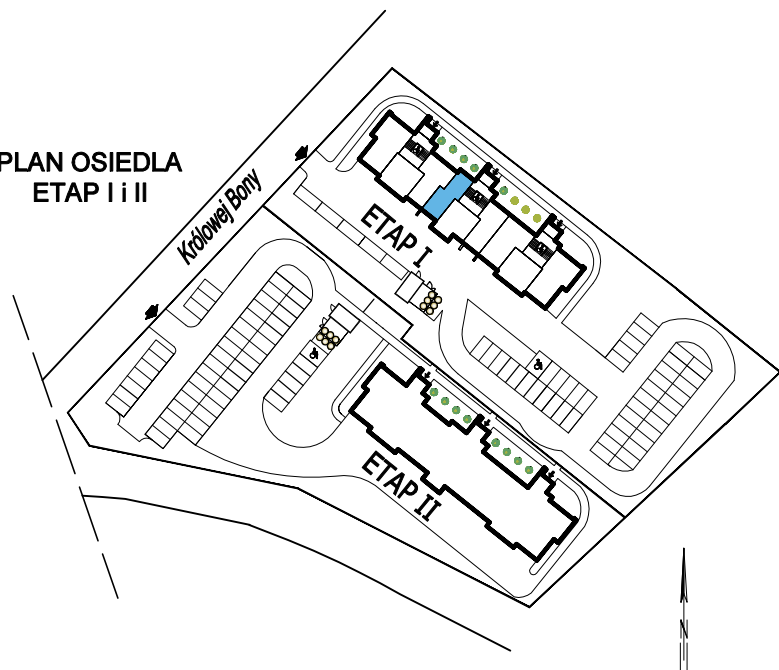 PLAN OSIEDLA
ETAP I i II
Królowej Bony
ETAP I
ETAP II
N